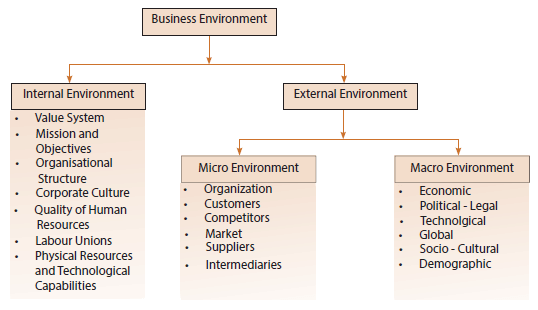 Business Environment
Internal Environment
• Value System
• Mission and
Objectives
• Organisational
Structure
• Corporate Culture
• Quality of Human
Resources
• Labour Unions
• Physical Resources
and Technological
Capabilities
External Environment
Micro Environment
• Organization
• Customers
• Competitors
• Market
• Suppliers
• Intermediaries
Macro Environment
• Economic
• Political - Legal
• Technolgical
• Global
• Socio - Cultural
• Demographic